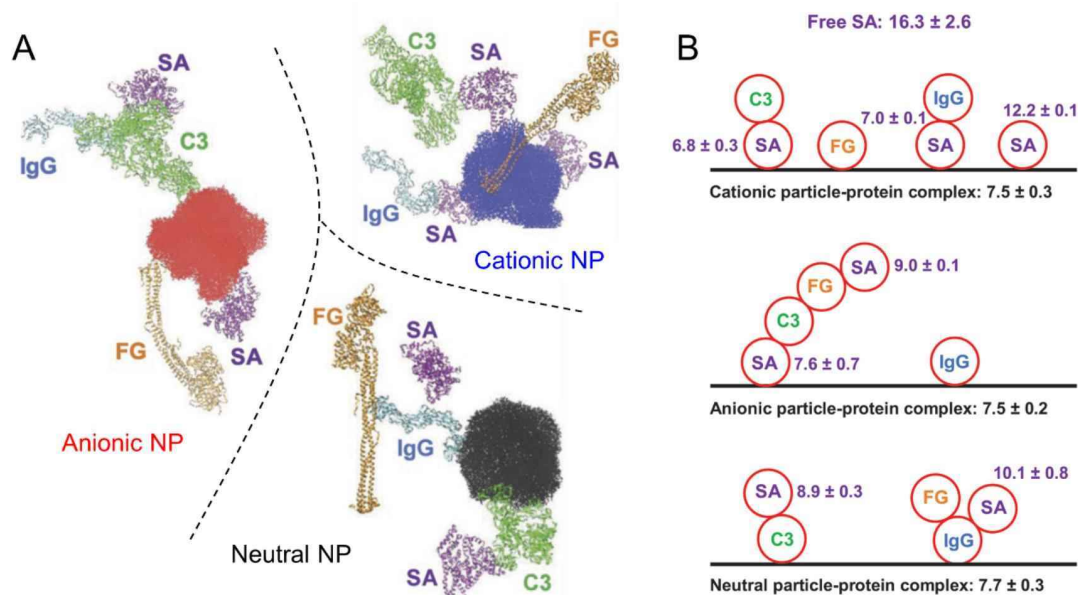 A
SA
C3
IgG
FG
SA
Anionic NP
C3
SA
FG
SA
IgG
SA
Cationic NP
FG
SA
IgG
Neutral NP
SA
C3
B
Free SA: 16.3 ± 2.6
C3
IgG
7.0 ± 0.1
12.2 ± 0.1
6.8 ± 0.3
SA
FG
SA
SA
Cationic particle-protein complex: 7.5 ± 0.3
SA
9.0 ± 0.1
FG
C3
SA
7.6 ± 0.7
IgG
Anionic particle-protein complex: 7.5 ± 0.2
10.1 ± 0.8
SA
8.9 ± 0.3
FG
SA
C3
IgG
Neutral particle-protein complex: 7.7 ± 0.3